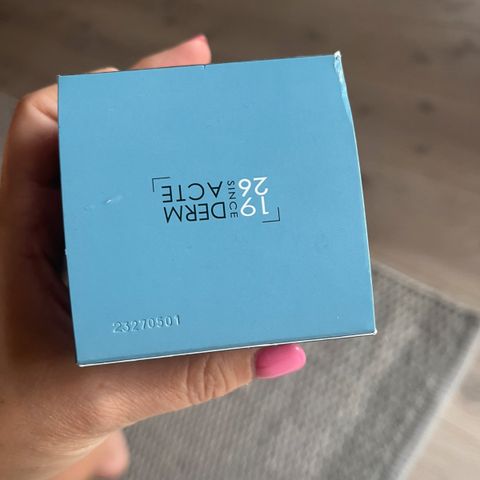 DERM
ACTE
SINCE
19
26
23270501